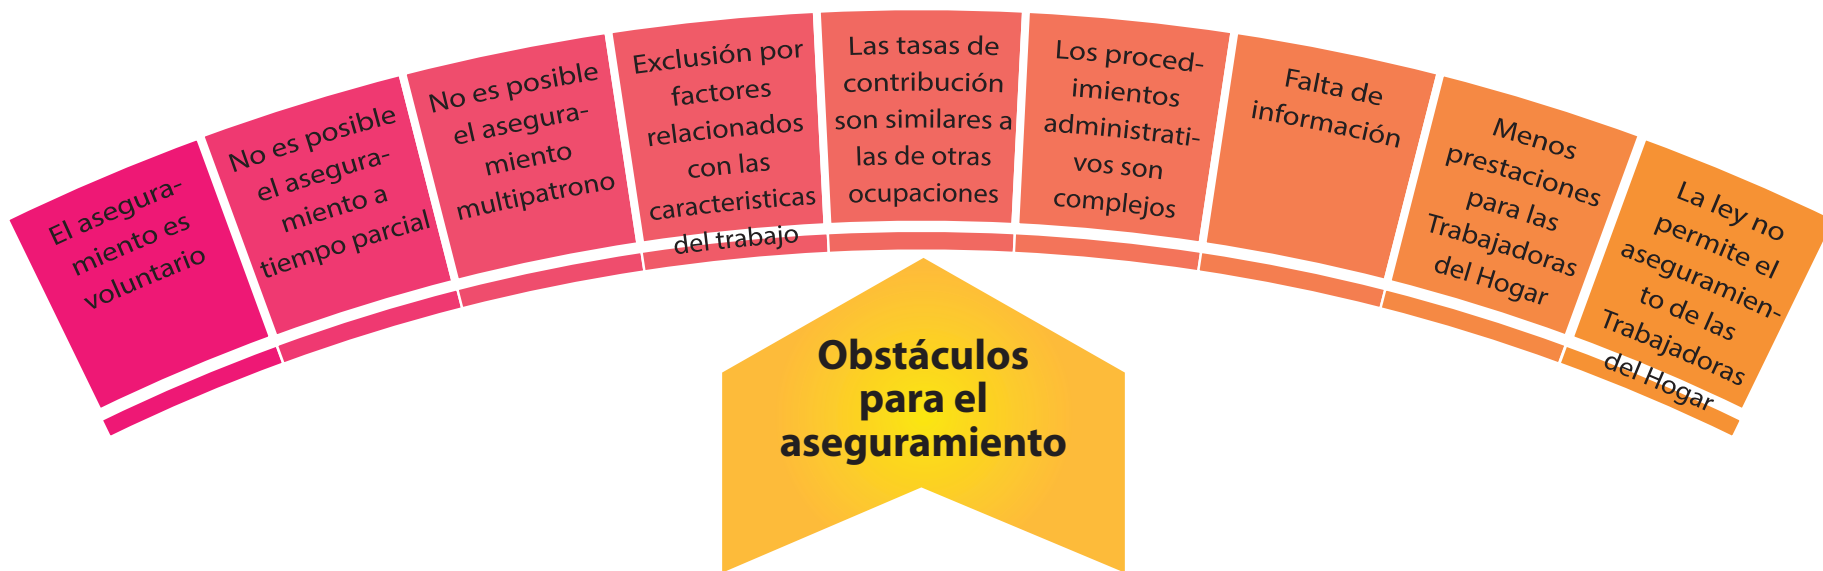 El asegura-
miento es
voluntario
No es posible
el asegura-
miento a
tiempo parcial
No es posible
el asegura-
miento
multipatrono
Exclusión por
factores
relacionados
con las
caracteristicas
del trabajo
Las tasas de
contribución
son similares a
las de otras
ocupaciones
Los proced-
imientos
administrati-
vos son
complejos
Falta de
información
Menos
prestaciones
para las
Trabajadoras
del Hogar
La ley no
permite el
aseguramien-
to de las
Trabajadoras
del Hogar
Obstáculos
para el
aseguramiento